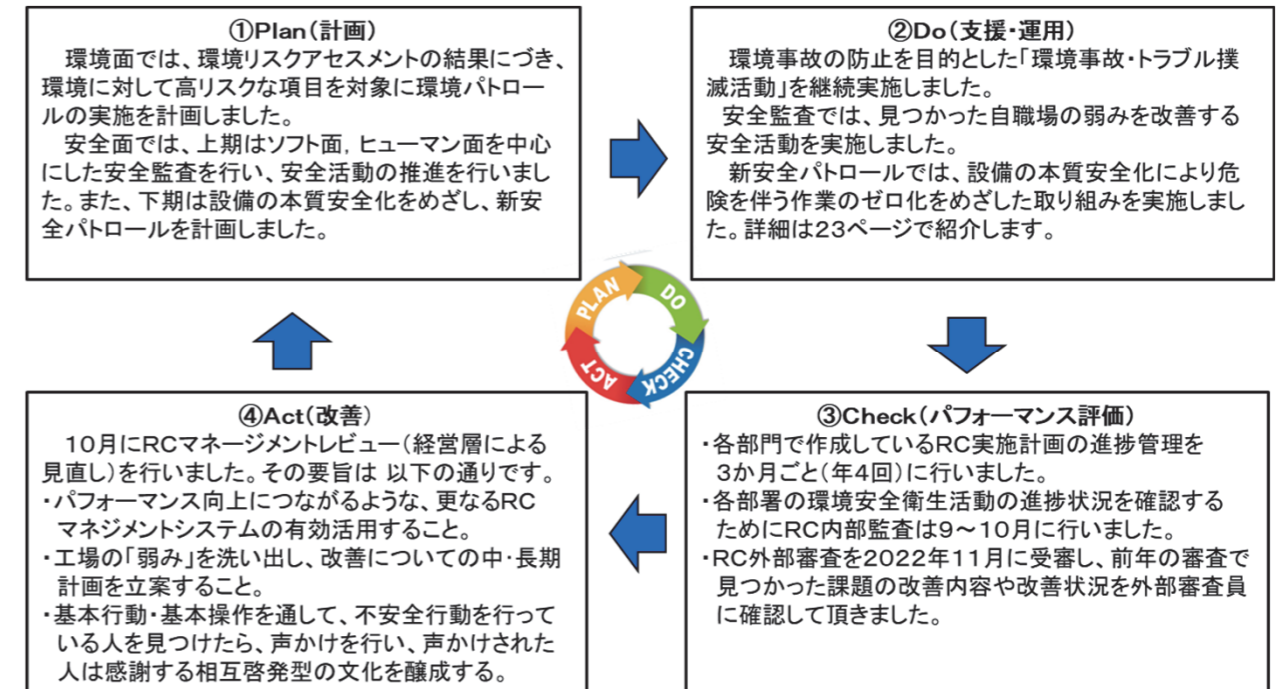 ①Plan(計画)
環境面では、環境リスクアセスメントの結果にづき、
環境に対して高リスクな項目を対象に環境パトロー
ルの実施を計画しました。
安全面では、上期はソフト面, ヒューマン面を中心
にした安全監査を行い、安全活動の推進を行いまし
た。また、下期は設備の本質安全化をめざし、新安
全パトロールを計画しました。
②Do(支援・運用)
環境事故の防止を目的とした「環境事故・トラブル撲
滅活動」を継続実施しました。
安全監査では、見つかった自職場の弱みを改善する
安全活動を実施しました。
新安全パトロールでは、設備の本質安全化により危
険を伴う作業のゼロ化をめざした取り組みを実施しまし
た。詳細は23ページで紹介します。
PLAN
DO
CHECK
ACT
③Check(パフォーマンス評価)
・各部門で作成しているRC実施計画の進捗管理を
3か月ごと(年4回)に行いました。
・各部署の環境安全衛生活動の進捗状況を確認する
ためにRC内部監査は9～10月に行いました。
・RC外部審査を2022年11月に受審し、前年の審査で
見つかった課題の改善内容や改善状況を外部審査員
に確認して頂きました。
④Act(改善)
10月にRCマネージメントレビュー(経営層による
見直し)を行いました。その要旨は 以下の通りです。
・パフォーマンス向上につながるような、更なるRC
マネジメントシステムの有効活用すること。
・工場の「弱み」を洗い出し、改善についての中・長期
計画を立案すること。
・基本行動・基本操作を通して、不安全行動を行って
いる人を見つけたら、声かけを行い、声かけされた
人は感謝する相互啓発型の文化を醸成する。